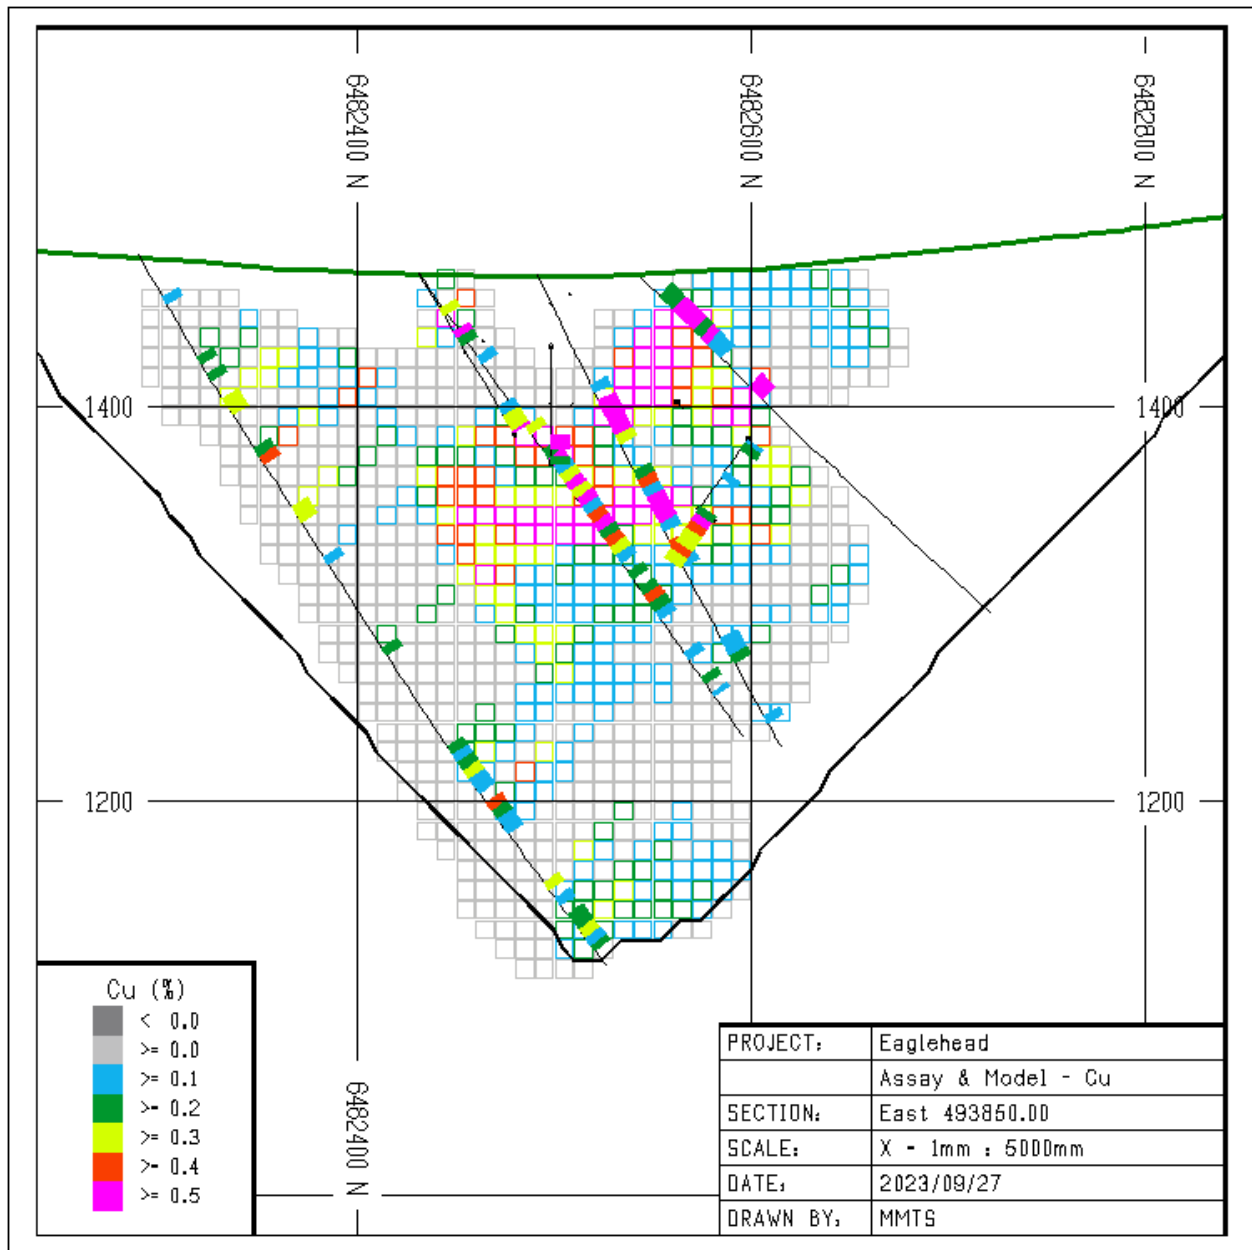 6482400 N
6482600 N
6482800 N
1400
1400
1200
1200
6482400 N
Cu (%)
< 0.0
>= 0.0
>= 0.1
>= 0.2
>= 0.3
>= 0.4
>= 0.5
PROJECT: Eaglehead
Assay & Model - Cu
SECTION: East 493850.00
SCALE: X - 1mm : 5000mm
DATE: 2023/09/27
DRAWN BY: MMTS